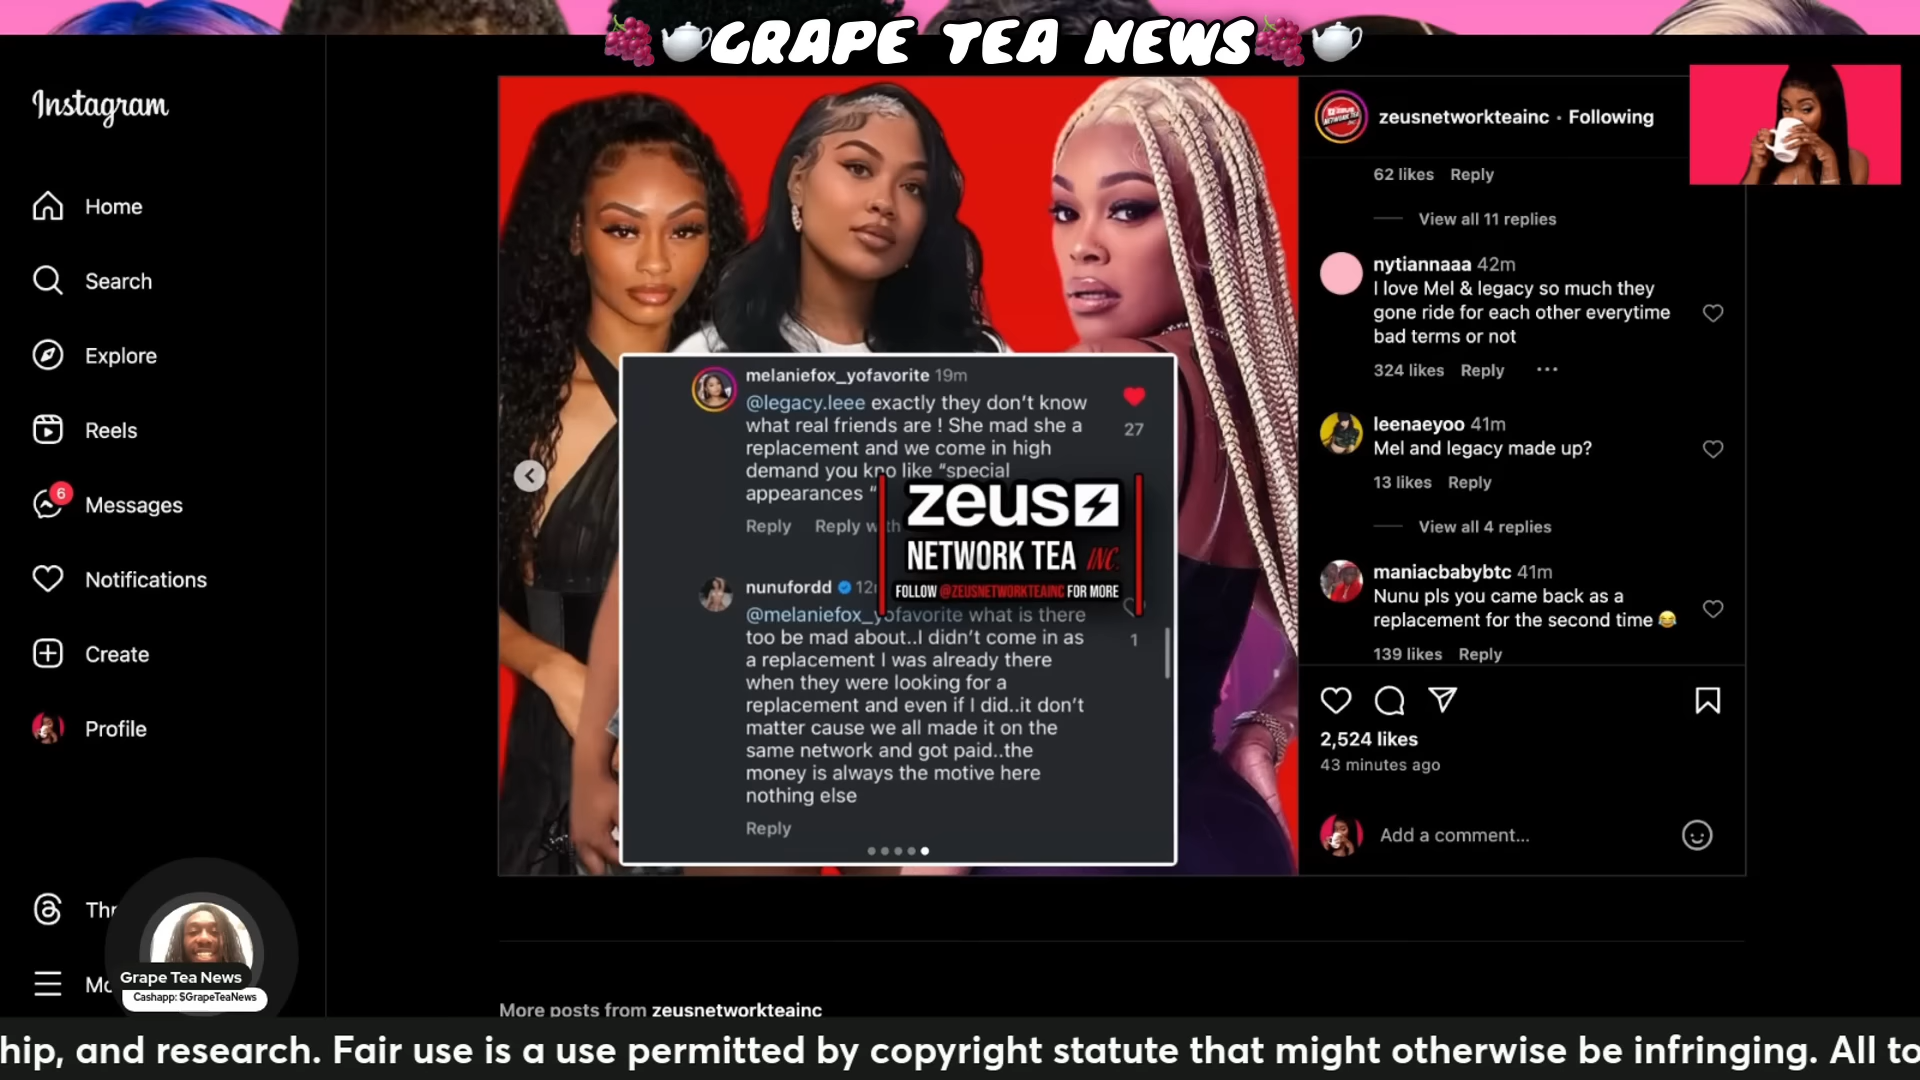 GRAPE TEA NEWS
Instagram
Home
Search
Explore
Reels
6
Messages
Notifications
Create
Profile
Grape Tea News
Cashapp: $GrapeTeaNews
melaniefox_yofavorite 19m
@legacy.leee exactly they don't know
what real friends are ! She mad she a
replacement and we come in high
demand you kno like "special
appearances "
27
Reply Reply with
zeus
NETWORK TEA INC.
FOLLOW @ZEUSNETWORKTEAINC FOR MORE
nunufordd
@melaniefox_yofavorite what is there
too be mad about..I didn't come in as
a replacement I was already there
when they were looking for a
replacement and even if I did..it don't
matter cause we all made it on the
same network and got paid..the
money is always the motive here
nothing else
1
Reply
zeusnetworkteainc • Following
62 likes Reply
View all 11 replies
nytiannaaa 42m
I love Mel & legacy so much they
gone ride for each other everytime
bad terms or not
324 likes Reply
leenaeyoo 41m
Mel and legacy made up?
13 likes Reply
View all 4 replies
maniacbabybtc 41m
Nunu pls you came back as a
replacement for the second time 😂
139 likes Reply
2,524 likes
43 minutes ago
Add a comment...
More posts from zeusnetworkteainc
hip, and research. Fair use is a use permitted by copyright statute that might otherwise be infringing. All to